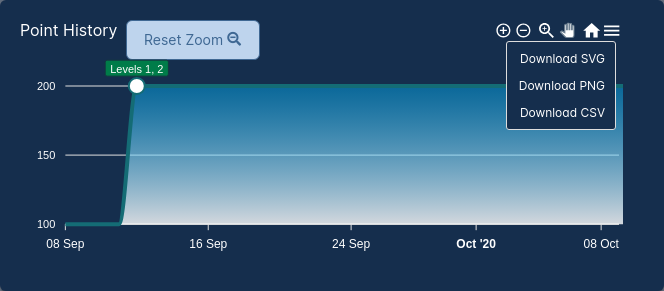 Point History
Reset Zoom
Download SVG
Download PNG
Download CSV
Levels 1, 2
200
150
100
08 Sep
16 Sep
24 Sep
Oct '20
08 Oct